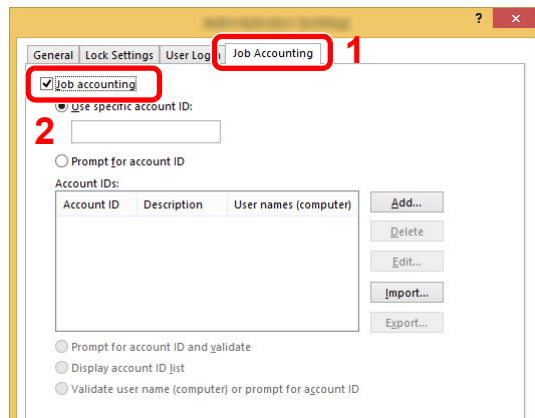 ? ×
General Lock Settings User Login Job Accounting 1
Job accounting
Use specific account ID:
2
Prompt for account ID
Account IDs:
Account ID Description User names (computer)
Add...
Delete
Edit...
Import...
Export...
Prompt for account ID and validate
Display account ID list
Validate user name (computer) or prompt for account ID